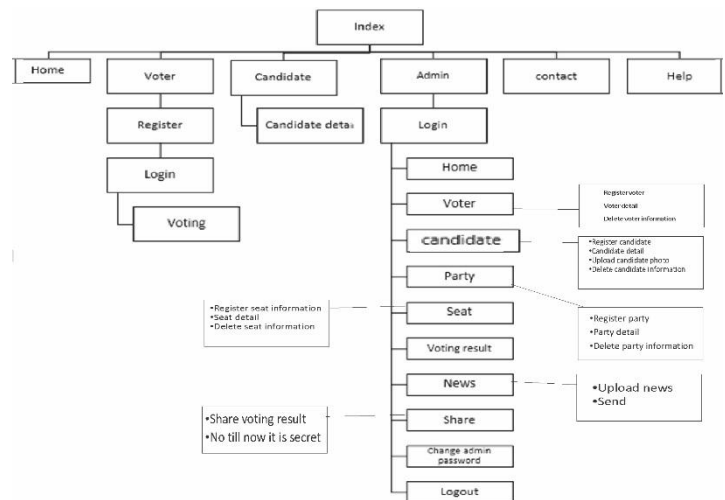 Index
Home
Voter
Candidate
Admin
contact
Help
Register
Candidate detai
Login
Login
Voting
Home
Voter
Register voter
Voter detail
Delete voter information
candidate
•Register candidate
•Candidate detail
•Upload candidate photo
•Delete candidate information
Party
•Register party
•Party detail
•Delete party information
•Register seat information
•Seat detail
•Delete seat information
Seat
Voting result
News
•Upload news
•Send
•Share voting result
•No till now it is secret
Share
Change admin
password
Logout